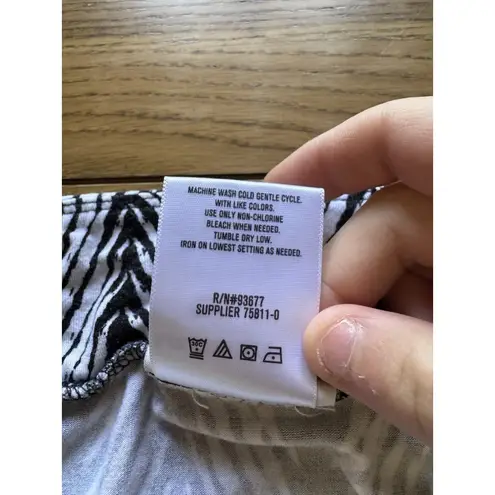 MACHINE WASH COLD GENTLE CYCLE.
WITH LIKE COLORS.
USE ONLY NON-CHLORINE
BLEACH WHEN NEEDED.
TUMBLE DRY LOW.
IRON ON LOWEST SETTING AS NEEDED.
R/N#93677
SUPPLIER 75811-0